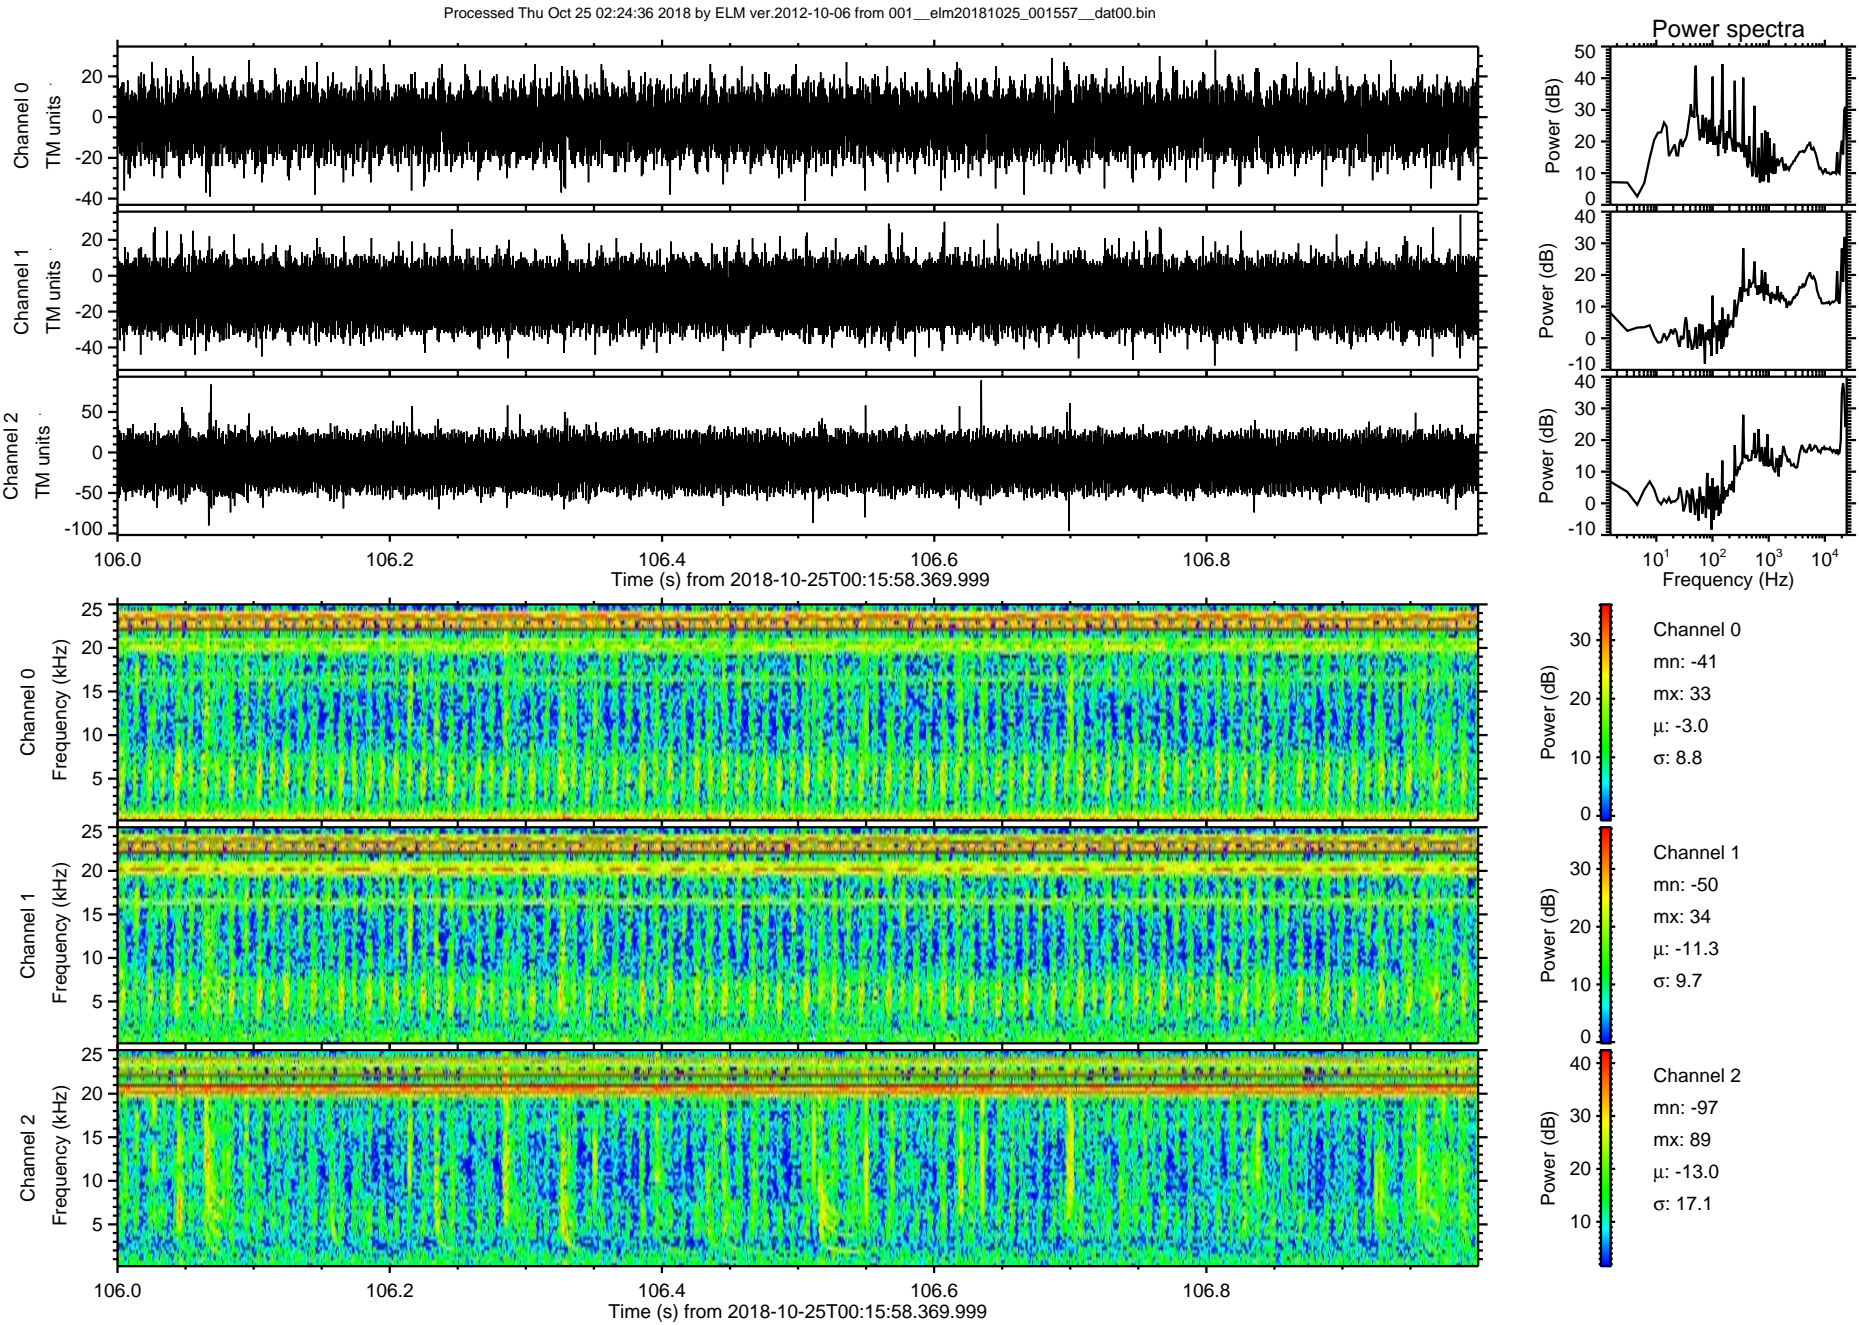 Processed Thu Oct 25 02:24:36 2018 by ELM ver.2012-10-06 from 001__elm20181025_001557__dat00.bin
Power spectra
Channel 0
TM units
20
0
-20
-40
Power (dB)
50
40
30
20
10
0
Channel 1
TM units
20
0
-20
-40
Power (dB)
40
30
20
10
0
-10
Channel 2
TM units
50
0
-50
-100
Power (dB)
40
30
20
10
0
-10
106.0 106.2 106.4 106.6 106.8
Time (s) from 2018-10-25T00:15:58.369.999
10¹ 10² 10³ 10⁴
Frequency (Hz)
Channel 0
Frequency (kHz)
25
20
15
10
5
Power (dB)
30
20
10
0
Channel 0
mn: -41
mx: 33
μ: -3.0
σ: 8.8
Channel 1
Frequency (kHz)
25
20
15
10
5
Power (dB)
30
20
10
0
Channel 1
mn: -50
mx: 34
μ: -11.3
σ: 9.7
Channel 2
Frequency (kHz)
25
20
15
10
5
Power (dB)
40
30
20
10
Channel 2
mn: -97
mx: 89
μ: -13.0
σ: 17.1
106.0 106.2 106.4 106.6 106.8
Time (s) from 2018-10-25T00:15:58.369.999